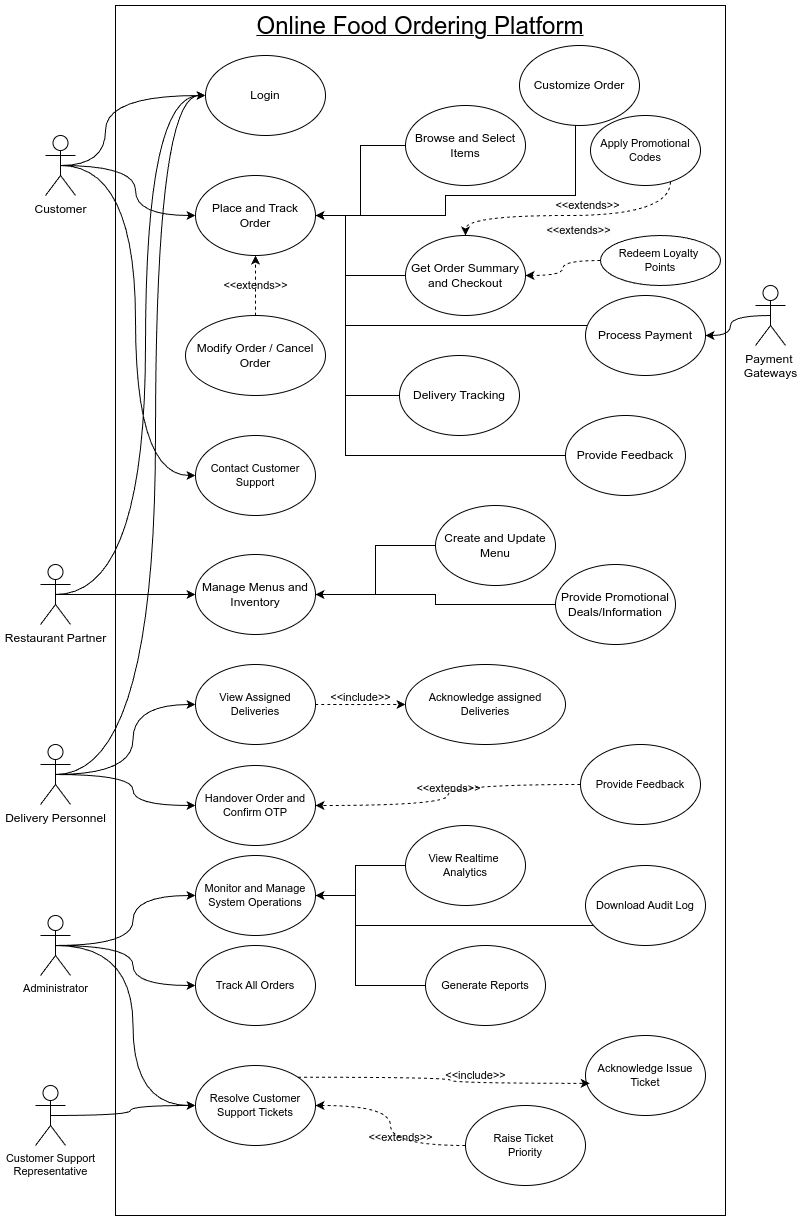 Online Food Ordering Platform
Login
Customize Order
Browse and Select
Items
Apply Promotional
Codes
Customer
Place and Track
Order
<<extends>>
<<extends>>
Get Order Summary
and Checkout
Redeem Loyalty
Points
<<extends>>
Process Payment
Payment
Gateways
Modify Order / Cancel
Order
Delivery Tracking
Contact Customer
Support
Provide Feedback
Create and Update
Menu
Restaurant Partner
Manage Menus and
Inventory
Provide Promotional
Deals/Information
View Assigned
Deliveries
<<include>>
Acknowledge assigned
Deliveries
Delivery Personnel
Handover Order and
Confirm OTP
<<extends>>
Provide Feedback
View Realtime
Analytics
Monitor and Manage
System Operations
Download Audit Log
Administrator
Track All Orders
Generate Reports
Resolve Customer
Support Tickets
<<include>>
Acknowledge Issue
Ticket
<<extends>>
Raise Ticket
Priority
Customer Support
Representative